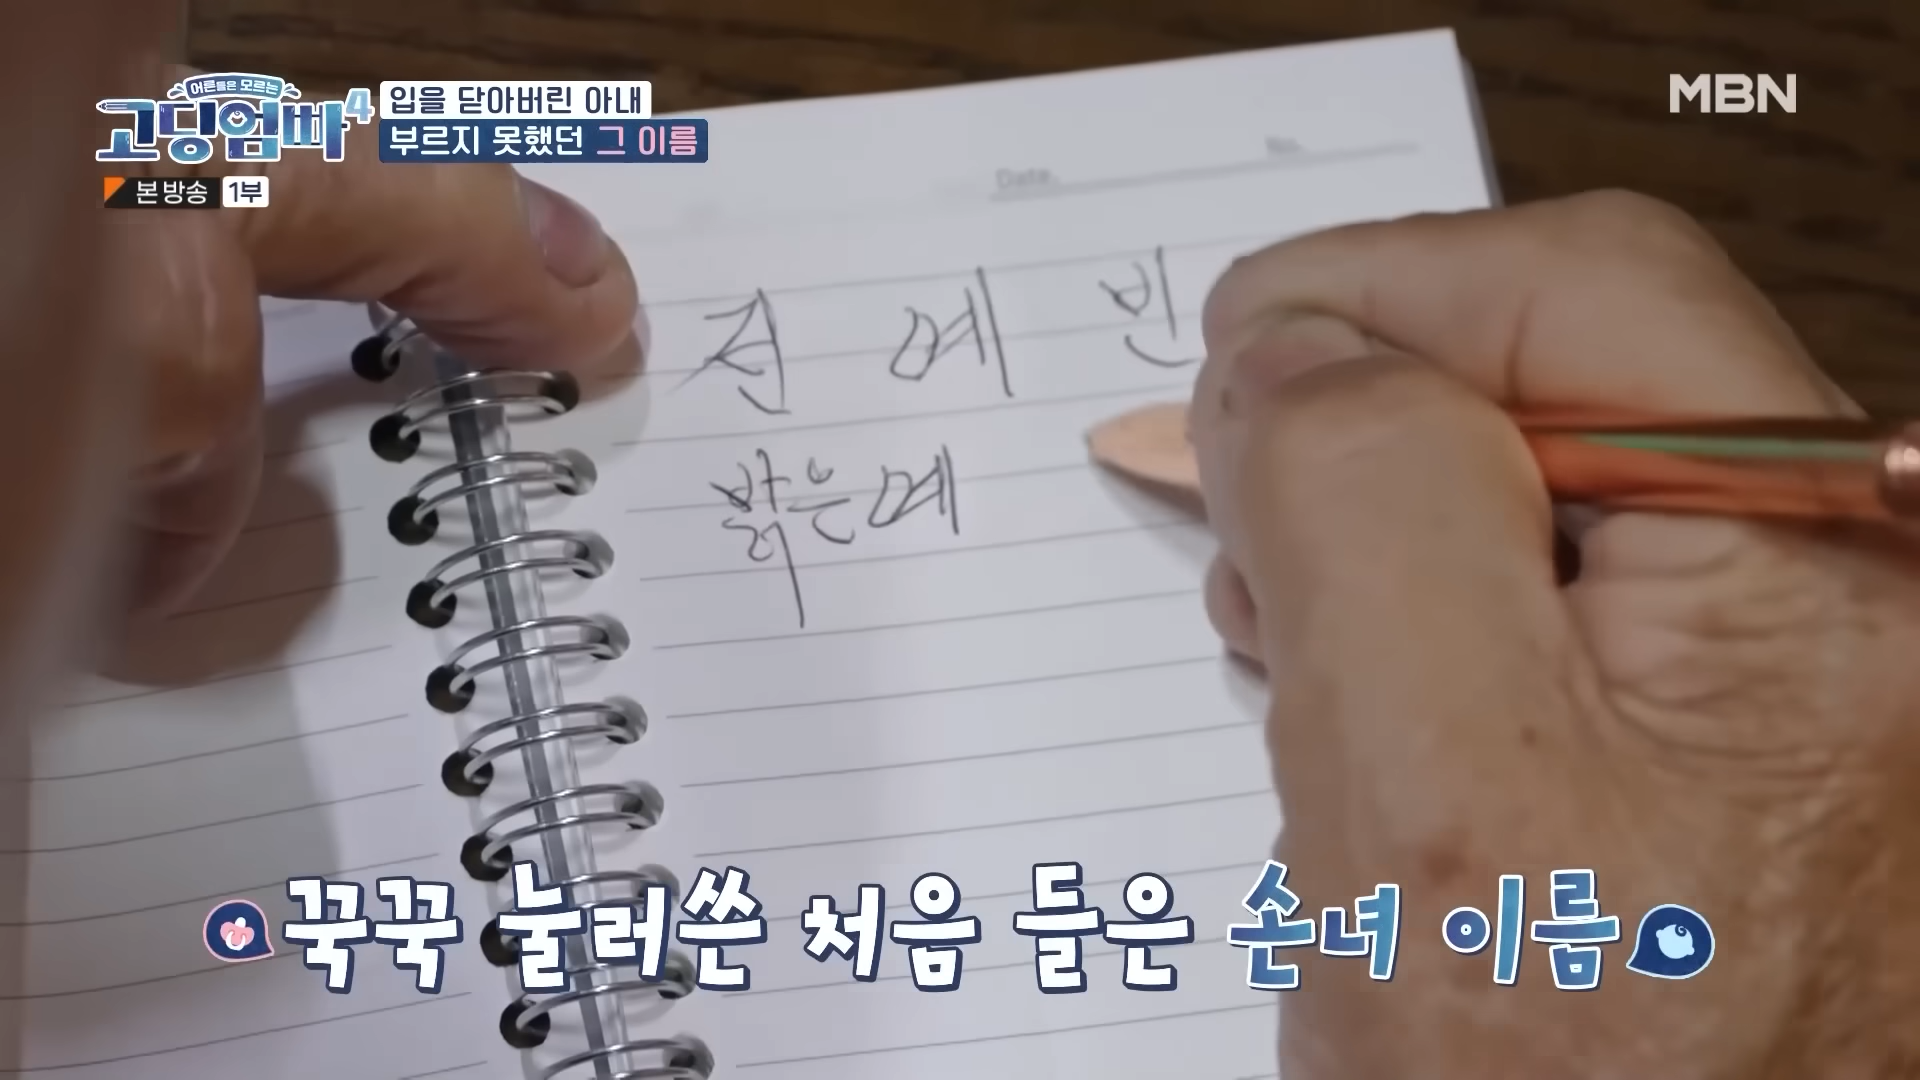 어른들은 모르는
고딩엄빠4
입을 닫아버린 아내
부르지 못했던 그 이름
MBN
본 방송 1부
Date.
No.
전 예 빈
밝은예
꾹꾹 눌러쓴 처음 들은 손녀 이름